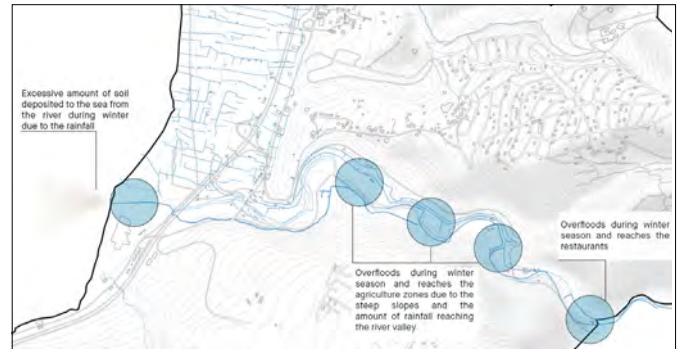 Excessive amount of soil
deposited to the sea from
the river during winter
due to the rainfall
Overfloods during winter
season and reaches the
restaurants
Overfloods during winter
season and reaches the
agriculture zones due to the
steep slopes and the
amount of rainfall reaching
the river valley